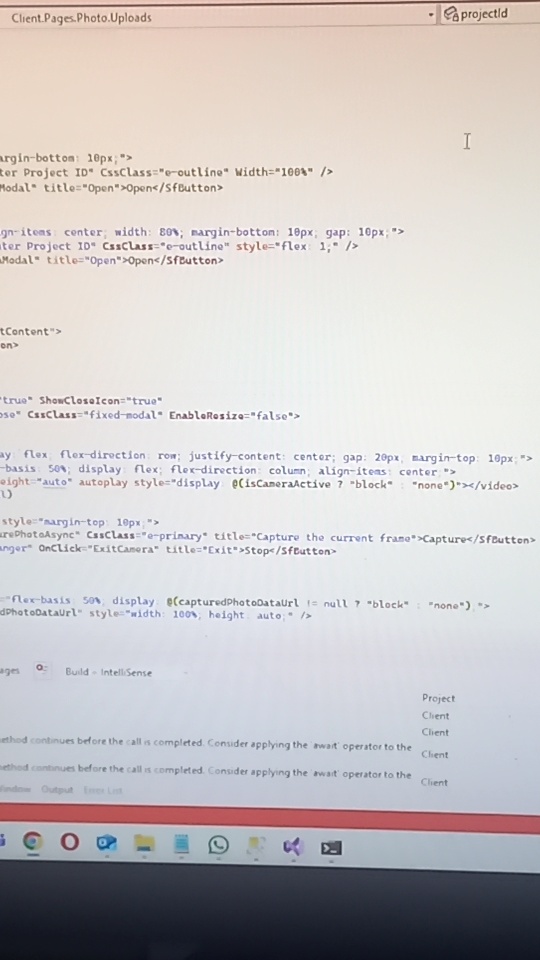 Client.Pages.Photo.Uploads projectId
argin-bottom: 10px;">
ter Project ID" CssClass="e-outline" Width="100%" />
Modal" title="Open">Open</SfButton>
gn-items: center; width: 80%; margin-bottom: 10px; gap: 10px;">
ter Project ID" CssClass="e-outline" style="flex: 1;" />
Modal" title="Open">Open</SfButton>
tContent">
on>
"true" ShowCloseIcon="true"
ose" CssClass="fixed-modal" EnableResize="false">
ay: flex; flex-direction: row; justify-content: center; gap: 20px; margin-top: 10px;">
-basis: 50%; display: flex; flex-direction: column; align-items: center;">
eight="auto" autoplay style="display: @(isCameraActive ? "block" : "none")"></video>
l)
style="margin-top: 10px;">
urePhotoAsync" CssClass="e-primary" title="Capture the current frame">Capture</SfButton>
anger" OnClick="ExitCamera" title="Exit">Stop</SfButton>
="flex-basis: 50%; display: @(capturedPhotoDataUrl != null ? "block" : "none");">
dPhotoDataUrl" style="width: 100%; height: auto;" />
ages Build + IntelliSense
Project
Client
Client
ethod continues before the call is completed. Consider applying the 'await' operator to the Client
ethod continues before the call is completed. Consider applying the 'await' operator to the Client
Window Output Error List